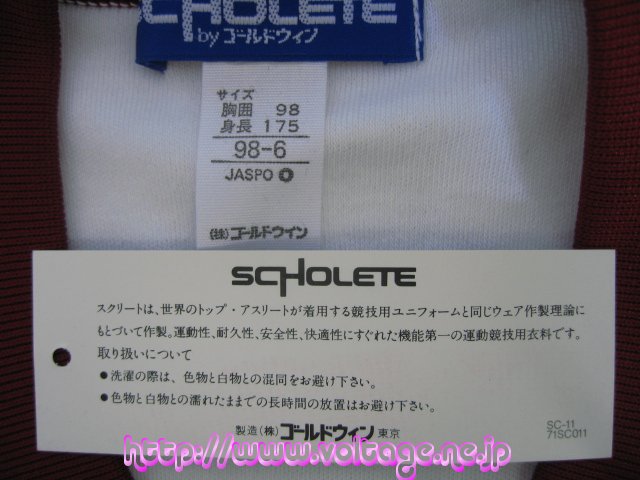 SCHOLETE
by ゴールドウィン
サイズ
胸囲 98
身長 175
98-6
JASPO
(株)ゴールドウイン
SCHOLETE
スクリートは、世界のトップ・アスリートが着用する競技用ユニフォームと同じウェア作製理論に
もとづいて作製。運動性、耐久性、安全性、快適性にすぐれた機能第一の運動競技用衣料です。
取り扱いについて
●洗濯の際は、色物と白物との混同をお避け下さい。
●色物と白物との濡れたままでの長時間の放置はお避け下さい。
製造(株)ゴールドウイン 東京
SC-11
71SC011
http://www.voltage.ne.jp